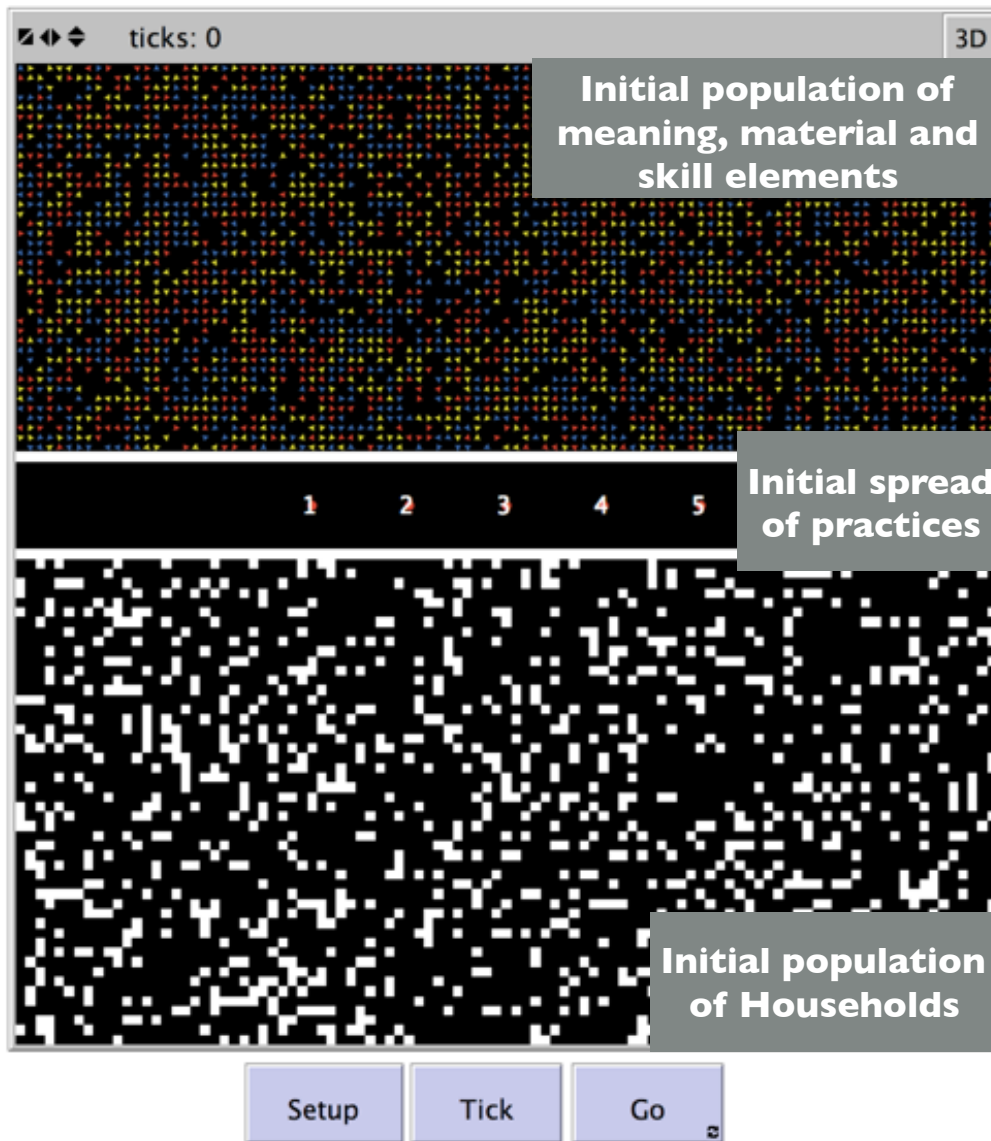 ticks: 0
3D
Initial population of
meaning, material and
skill elements
1 2 3 4 5
Initial spread
of practices
Initial population
of Households
Setup Tick Go